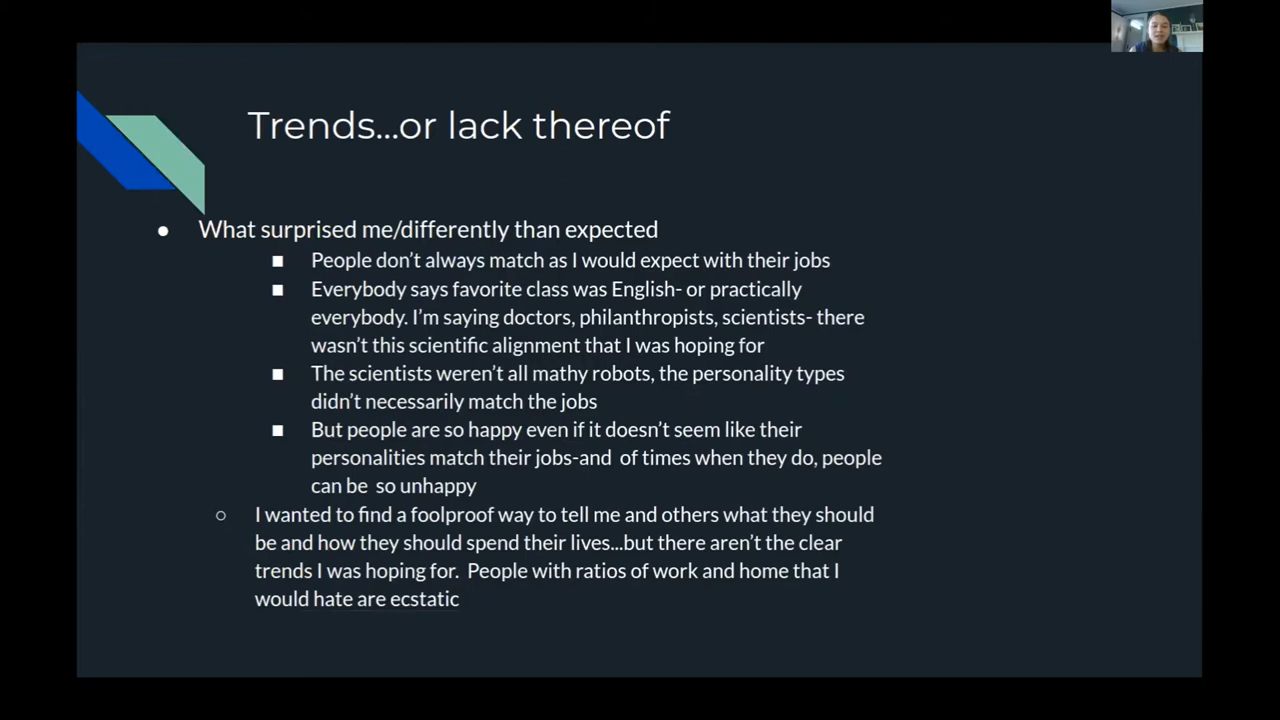 Trends...or lack thereof
● What surprised me/differently than expected
■ People don't always match as I would expect with their jobs
■ Everybody says favorite class was English- or practically
everybody. I'm saying doctors, philanthropists, scientists- there
wasn't this scientific alignment that I was hoping for
■ The scientists weren't all mathy robots, the personality types
didn't necessarily match the jobs
■ But people are so happy even if it doesn't seem like their
personalities match their jobs-and of times when they do, people
can be so unhappy
○ I wanted to find a foolproof way to tell me and others what they should
be and how they should spend their lives...but there aren't the clear
trends I was hoping for. People with ratios of work and home that I
would hate are ecstatic